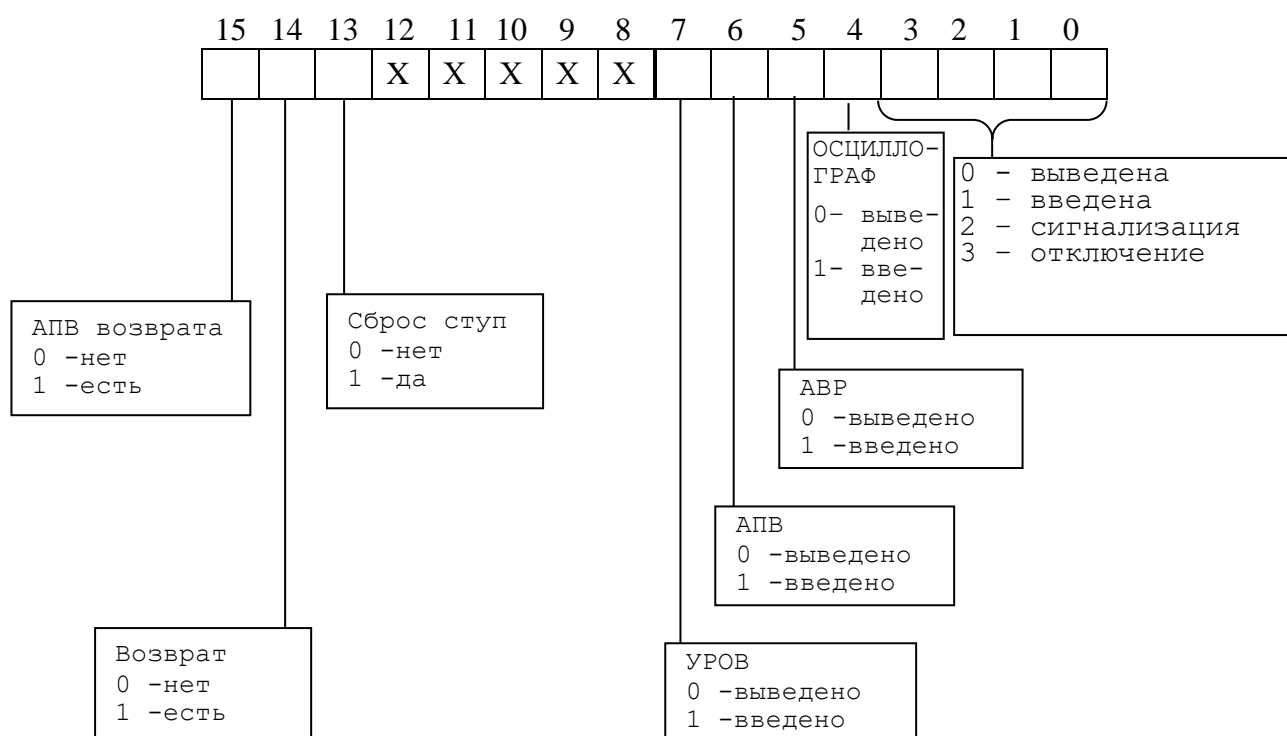 15 14 13 12 11 10 9 8 7 6 5 4 3 2 1 0
X X X X X
ОСЦИЛЛО-
ГРАФ
0- выве-
дено
1- вве-
дено
0 - выведена
1 - введена
2 - сигнализация
3 - отключение
АПВ возврата
0 -нет
1 -есть
Сброс ступ
0 -нет
1 -да
АВР
0 -выведено
1 -введено
АПВ
0 -выведено
1 -введено
Возврат
0 -нет
1 -есть
УРОВ
0 -выведено
1 -введено